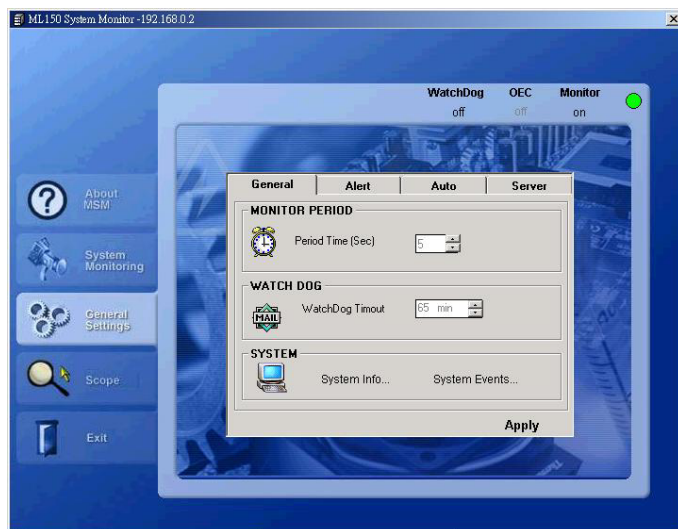 ML150 System Monitor -192.168.0.2
WatchDog OEC Monitor
off off on
About
MSM
System
Monitoring
General
Settings
Scope
Exit
General Alert Auto Server
MONITOR PERIOD
Period Time (Sec) 5
WATCH DOG
MAIL
WatchDog Timout 65 min
SYSTEM
System Info... System Events...
Apply